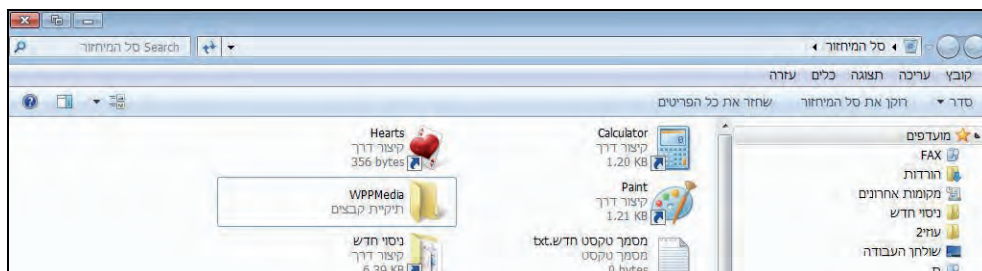 סל המיחזור
Search סל המיחזור
קובץ עריכה תצוגה כלים עזרה
סדר רוקן את סל המיחזור שחזר את כל הפריטים
מועדפים
FAX
הורדות
מקומות אחרונים
ניסוי חדש
עוזי2
שולחן העבודה
Calculator
קיצור דרך
1.20 KB
Hearts
קיצור דרך
356 bytes
Paint
קיצור דרך
1.21 KB
WPPMedia
תיקיית קבצים
מסמך טקסט חדש.txt
מסמך טקסט
0 bytes
ניסוי חדש
קיצור דרך
6.39 KB